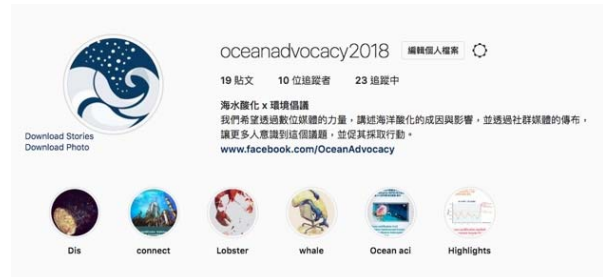 oceanadvocacy2018 編輯個人檔案
19 貼文 10 位追蹤者 23 追蹤中
海水酸化 x 環境倡議
我們希望透過數位媒體的力量，講述海洋酸化的成因與影響，並透過社群媒體的傳布，
讓更多人意識到這個議題，並促其採取行動。
www.facebook.com/OceanAdvocacy
Download Stories
Download Photo
Dis connect Lobster whale Ocean aci Highlights